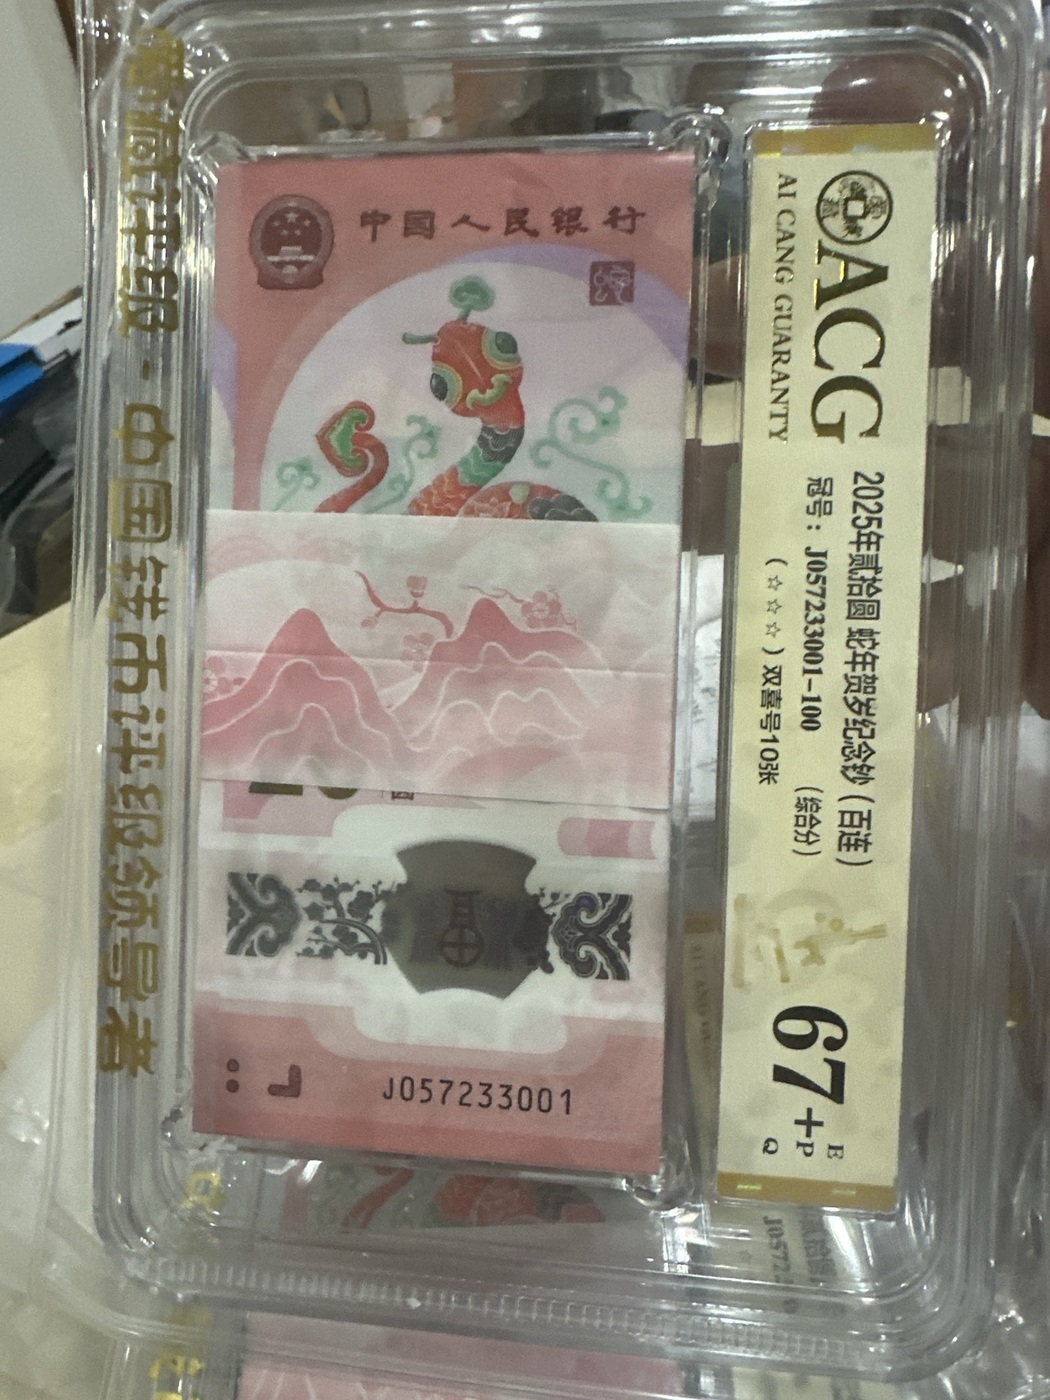 ACG
AI CANG GUARANTY
2025年贰拾圆 蛇年贺岁纪念钞（百连）
冠号：J057233001-100 （综合分）
（☆☆☆）双喜号10张
67+
E
P
Q
中国人民银行
J057233001
评级-中国钱币评级领导者